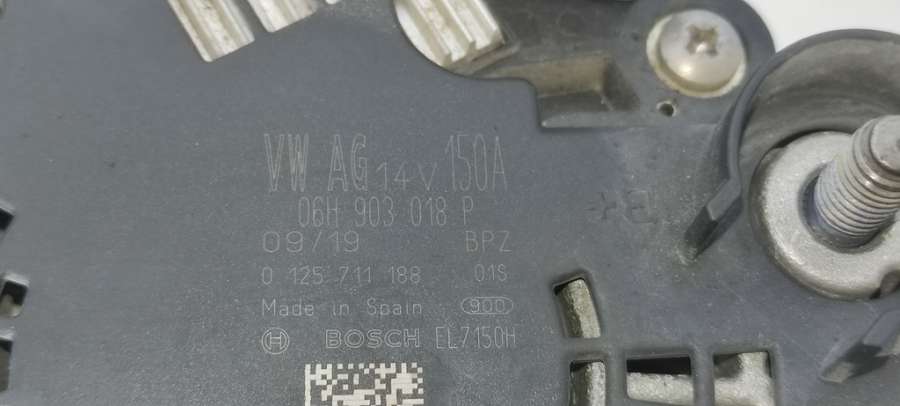 VW AG 14V 150A
06H 903 018 P
09/19 BPZ
0 125 711 188 01S
Made in Spain 900
BOSCH EL7150H
B+